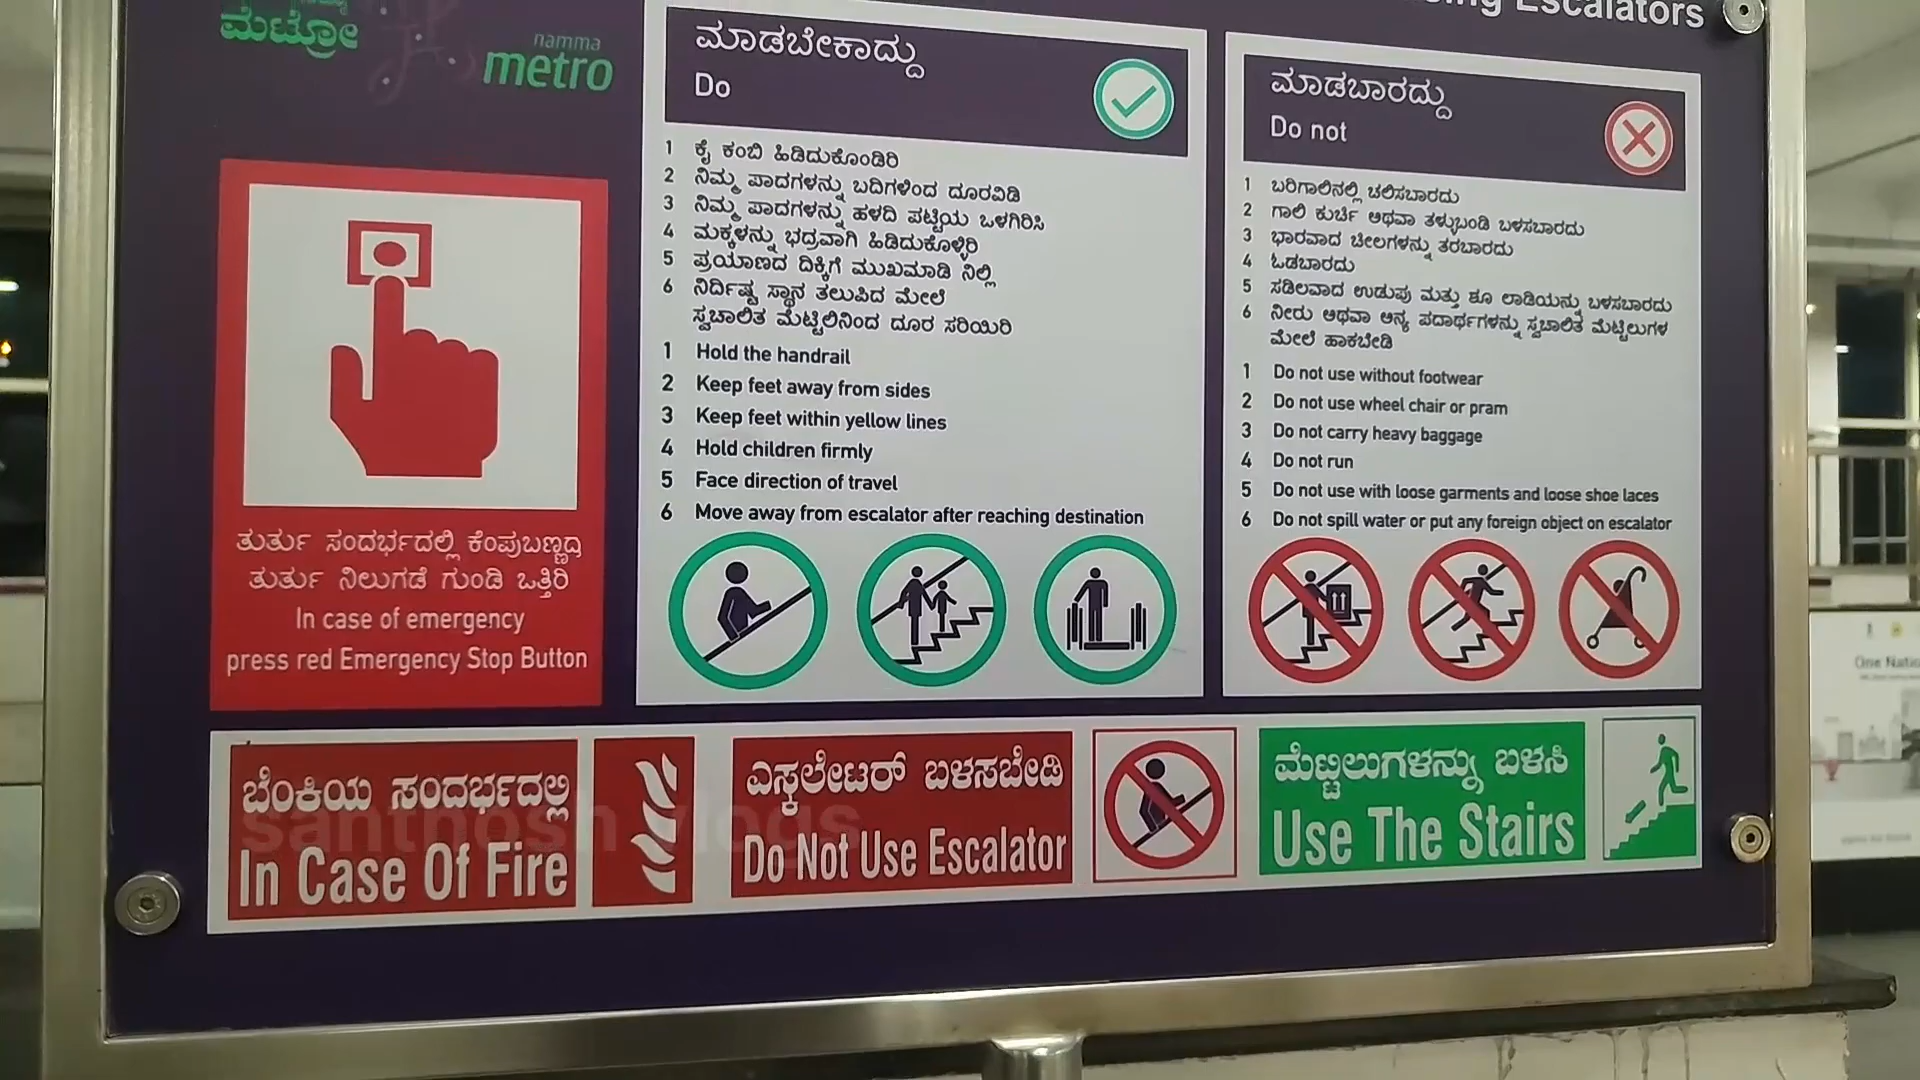 ಮೆಟ್ರೋ
namma
metro
Escalators
ಮಾಡಬೇಕಾದ್ದು
Do
1 ಕೈ ಕಂಬಿ ಹಿಡಿದುಕೊಂಡಿರಿ
2 ನಿಮ್ಮ ಪಾದಗಳನ್ನು ಬದಿಗಳಿಂದ ದೂರವಿಡಿ
3 ನಿಮ್ಮ ಪಾದಗಳನ್ನು ಹಳದಿ ಪಟ್ಟಿಯ ಒಳಗಿರಿಸಿ
4 ಮಕ್ಕಳನ್ನು ಭದ್ರವಾಗಿ ಹಿಡಿದುಕೊಳ್ಳಿರಿ
5 ಪ್ರಯಾಣದ ದಿಕ್ಕಿಗೆ ಮುಖಮಾಡಿ ನಿಲ್ಲಿ
6 ನಿರ್ದಿಷ್ಟ ಸ್ಥಾನ ತಲುಪಿದ ಮೇಲೆ
ಸ್ವಚಾಲಿತ ಮೆಟ್ಟಿಲಿನಿಂದ ದೂರ ಸರಿಯಿರಿ
1 Hold the handrail
2 Keep feet away from sides
3 Keep feet within yellow lines
4 Hold children firmly
5 Face direction of travel
6 Move away from escalator after reaching destination
ಮಾಡಬಾರದ್ದು
Do not
1 ಬರಿಗಾಲಿನಲ್ಲಿ ಚಲಿಸಬಾರದು
2 ಗಾಲಿ ಕುರ್ಚಿ ಅಥವಾ ತಳ್ಳುಬಂಡಿ ಬಳಸಬಾರದು
3 ಭಾರವಾದ ಚೀಲಗಳನ್ನು ತರಬಾರದು
4 ಓಡಬಾರದು
5 ಸಡಿಲವಾದ ಉಡುಪು ಮತ್ತು ಶೂ ಲಾಡಿಯನ್ನು ಬಳಸಬಾರದು
6 ನೀರು ಅಥವಾ ಅನ್ಯ ಪದಾರ್ಥಗಳನ್ನು ಸ್ವಚಾಲಿತ ಮೆಟ್ಟಿಲುಗಳ
ಮೇಲೆ ಹಾಕಬೇಡಿ
1 Do not use without footwear
2 Do not use wheel chair or pram
3 Do not carry heavy baggage
4 Do not run
5 Do not use with loose garments and loose shoe laces
6 Do not spill water or put any foreign object on escalator
ತುರ್ತು ಸಂದರ್ಭದಲ್ಲಿ ಕೆಂಪುಬಣ್ಣದ
ತುರ್ತು ನಿಲುಗಡೆ ಗುಂಡಿ ಒತ್ತಿರಿ
In case of emergency
press red Emergency Stop Button
ಬೆಂಕಿಯ ಸಂದರ್ಭದಲ್ಲಿ
In Case Of Fire
ಎಸ್ಕಲೇಟರ್ ಬಳಸಬೇಡಿ
Do Not Use Escalator
ಮೆಟ್ಟಿಲುಗಳನ್ನು ಬಳಸಿ
Use The Stairs
santhosh vlogs
One Natio